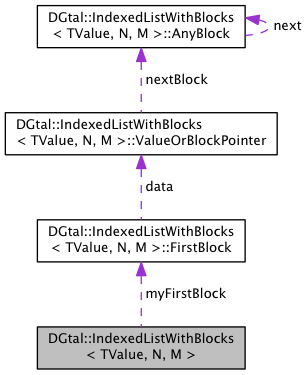 DGtal::IndexedListWithBlocks
< TValue, N, M >::AnyBlock
next
nextBlock
DGtal::IndexedListWithBlocks
< TValue, N, M >::ValueOrBlockPointer
data
DGtal::IndexedListWithBlocks
< TValue, N, M >::FirstBlock
myFirstBlock
DGtal::IndexedListWithBlocks
< TValue, N, M >